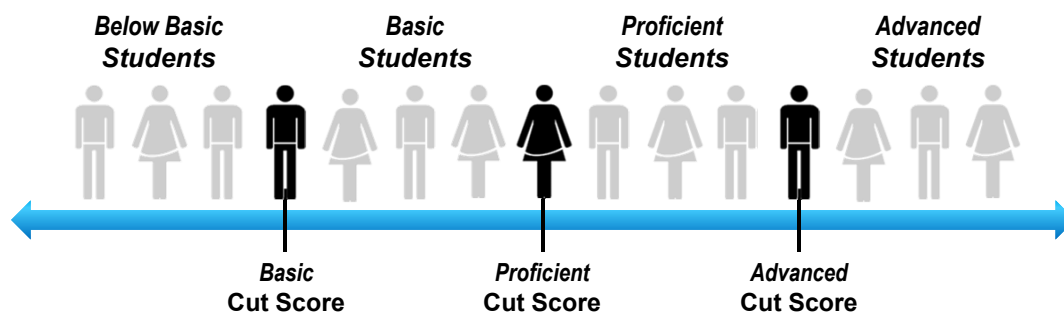 Below Basic
Students
Basic
Students
Proficient
Students
Advanced
Students
Basic
Cut Score
Proficient
Cut Score
Advanced
Cut Score